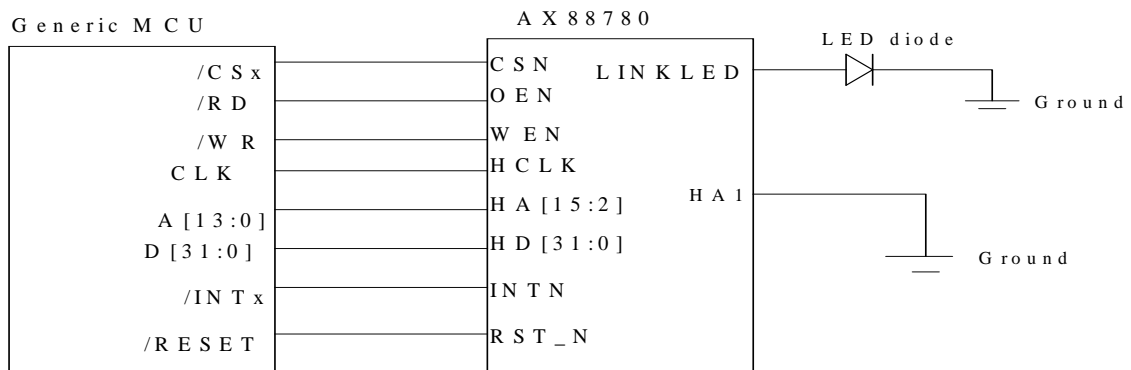 Generic MCU
/CSx
/RD
/WR
CLK
A[13:0]
D[31:0]
/INTx
/RESET
AX88780
CSN
OEN
WEN
HCLK
HA[15:2]
HD[31:0]
INTN
RST_N
LINKLED
HA1
LED diode
Ground
Ground